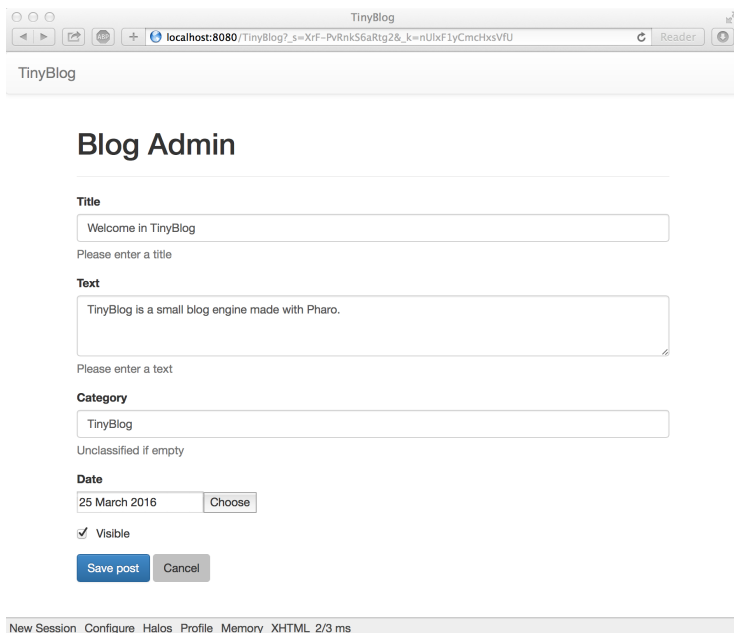 TinyBlog
ABP
localhost:8080/TinyBlog?_s=XrF-PvRnkS6aRtg2&_k=nUlxF1yCmcHxsVfU
Reader
TinyBlog
Blog Admin
Title
Welcome in TinyBlog
Please enter a title
Text
TinyBlog is a small blog engine made with Pharo.
Please enter a text
Category
TinyBlog
Unclassified if empty
Date
25 March 2016 Choose
Visible
Save post Cancel
New Session Configure Halos Profile Memory XHTML 2/3 ms